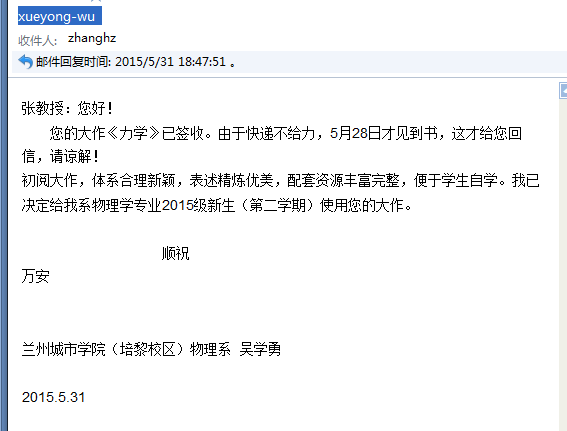 xueyong-wu
收件人: zhanghz
邮件回复时间: 2015/5/31 18:47:51 。
张教授：您好！
您的大作《力学》已签收。由于快递不给力，5月28日才见到书，这才给您回
信，请谅解！
初阅大作，体系合理新颖，表述精炼优美，配套资源丰富完整，便于学生自学。我已
决定给我系物理学专业2015级新生（第二学期）使用您的大作。
顺祝
万安
兰州城市学院（培黎校区）物理系 吴学勇
2015.5.31